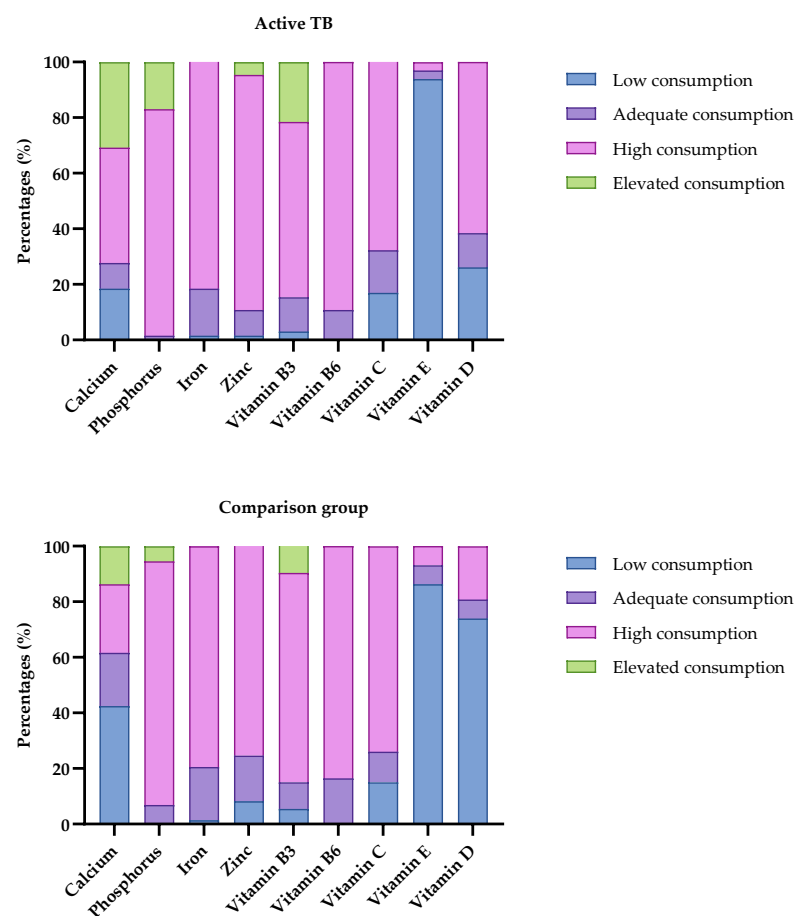 Active TB
Percentages (%)
100
80
60
40
20
0
Calcium
Phosphorus
Iron
Zinc
Vitamin B3
Vitamin B6
Vitamin C
Vitamin E
Vitamin D
Low consumption
Adequate consumption
High consumption
Elevated consumption
Comparison group
Percentages (%)
100
80
60
40
20
0
Calcium
Phosphorus
Iron
Zinc
Vitamin B3
Vitamin B6
Vitamin C
Vitamin E
Vitamin D
Low consumption
Adequate consumption
High consumption
Elevated consumption